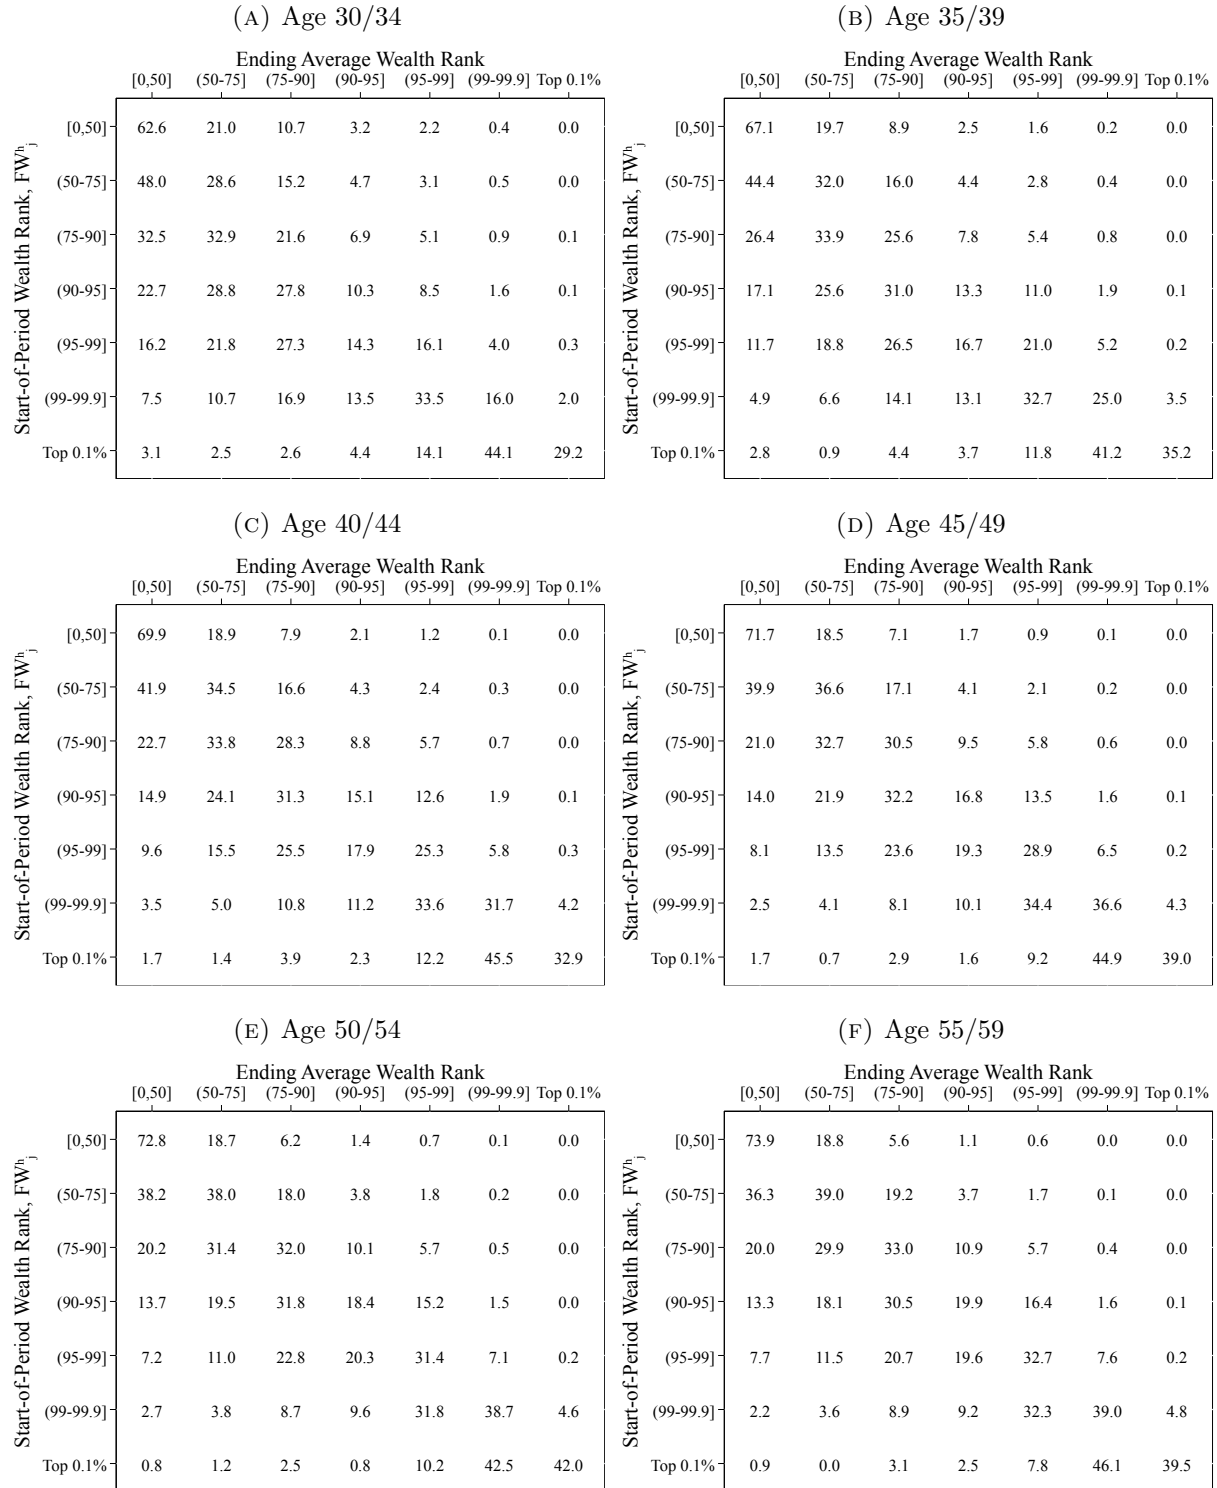 (A) Age 30/34
Ending Average Wealth Rank
[0,50] (50-75] (75-90] (90-95] (95-99] (99-99.9] Top 0.1%
Start-of-Period Wealth Rank, FWʰⱼ
[0,50] 62.6 21.0 10.7 3.2 2.2 0.4 0.0
(50-75] 48.0 28.6 15.2 4.7 3.1 0.5 0.0
(75-90] 32.5 32.9 21.6 6.9 5.1 0.9 0.1
(90-95] 22.7 28.8 27.8 10.3 8.5 1.6 0.1
(95-99] 16.2 21.8 27.3 14.3 16.1 4.0 0.3
(99-99.9] 7.5 10.7 16.9 13.5 33.5 16.0 2.0
Top 0.1% 3.1 2.5 2.6 4.4 14.1 44.1 29.2
(B) Age 35/39
Ending Average Wealth Rank
[0,50] (50-75] (75-90] (90-95] (95-99] (99-99.9] Top 0.1%
Start-of-Period Wealth Rank, FWʰⱼ
[0,50] 67.1 19.7 8.9 2.5 1.6 0.2 0.0
(50-75] 44.4 32.0 16.0 4.4 2.8 0.4 0.0
(75-90] 26.4 33.9 25.6 7.8 5.4 0.8 0.0
(90-95] 17.1 25.6 31.0 13.3 11.0 1.9 0.1
(95-99] 11.7 18.8 26.5 16.7 21.0 5.2 0.2
(99-99.9] 4.9 6.6 14.1 13.1 32.7 25.0 3.5
Top 0.1% 2.8 0.9 4.4 3.7 11.8 41.2 35.2
(C) Age 40/44
Ending Average Wealth Rank
[0,50] (50-75] (75-90] (90-95] (95-99] (99-99.9] Top 0.1%
Start-of-Period Wealth Rank, FWʰⱼ
[0,50] 69.9 18.9 7.9 2.1 1.2 0.1 0.0
(50-75] 41.9 34.5 16.6 4.3 2.4 0.3 0.0
(75-90] 22.7 33.8 28.3 8.8 5.7 0.7 0.0
(90-95] 14.9 24.1 31.3 15.1 12.6 1.9 0.1
(95-99] 9.6 15.5 25.5 17.9 25.3 5.8 0.3
(99-99.9] 3.5 5.0 10.8 11.2 33.6 31.7 4.2
Top 0.1% 1.7 1.4 3.9 2.3 12.2 45.5 32.9
(D) Age 45/49
Ending Average Wealth Rank
[0,50] (50-75] (75-90] (90-95] (95-99] (99-99.9] Top 0.1%
Start-of-Period Wealth Rank, FWʰⱼ
[0,50] 71.7 18.5 7.1 1.7 0.9 0.1 0.0
(50-75] 39.9 36.6 17.1 4.1 2.1 0.2 0.0
(75-90] 21.0 32.7 30.5 9.5 5.8 0.6 0.0
(90-95] 14.0 21.9 32.2 16.8 13.5 1.6 0.1
(95-99] 8.1 13.5 23.6 19.3 28.9 6.5 0.2
(99-99.9] 2.5 4.1 8.1 10.1 34.4 36.6 4.3
Top 0.1% 1.7 0.7 2.9 1.6 9.2 44.9 39.0
(E) Age 50/54
Ending Average Wealth Rank
[0,50] (50-75] (75-90] (90-95] (95-99] (99-99.9] Top 0.1%
Start-of-Period Wealth Rank, FWʰⱼ
[0,50] 72.8 18.7 6.2 1.4 0.7 0.1 0.0
(50-75] 38.2 38.0 18.0 3.8 1.8 0.2 0.0
(75-90] 20.2 31.4 32.0 10.1 5.7 0.5 0.0
(90-95] 13.7 19.5 31.8 18.4 15.2 1.5 0.0
(95-99] 7.2 11.0 22.8 20.3 31.4 7.1 0.2
(99-99.9] 2.7 3.8 8.7 9.6 31.8 38.7 4.6
Top 0.1% 0.8 1.2 2.5 0.8 10.2 42.5 42.0
(F) Age 55/59
Ending Average Wealth Rank
[0,50] (50-75] (75-90] (90-95] (95-99] (99-99.9] Top 0.1%
Start-of-Period Wealth Rank, FWʰⱼ
[0,50] 73.9 18.8 5.6 1.1 0.6 0.0 0.0
(50-75] 36.3 39.0 19.2 3.7 1.7 0.1 0.0
(75-90] 20.0 29.9 33.0 10.9 5.7 0.4 0.0
(90-95] 13.3 18.1 30.5 19.9 16.4 1.6 0.1
(95-99] 7.7 11.5 20.7 19.6 32.7 7.6 0.2
(99-99.9] 2.2 3.6 8.9 9.2 32.3 39.0 4.8
Top 0.1% 0.9 0.0 3.1 2.5 7.8 46.1 39.5